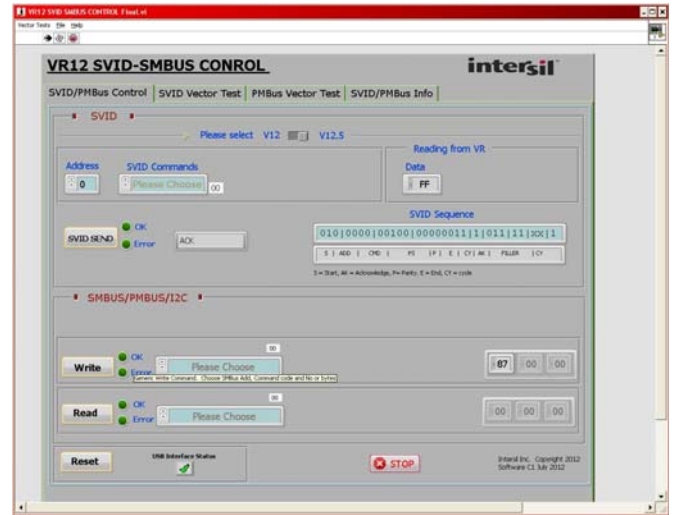 VR12 SVID SMBUS CONTROL Final.vi
Vector Tests File Help
VR12 SVID-SMBUS CONROL
intersil
SVID/PMBus Control SVID Vector Test PMBus Vector Test SVID/PMBus Info
SVID
Please select V12 V12.5
Reading from VR
Address SVID Commands Data
0 Please Choose 00 FF
SVID Sequence
SVID SEND OK
Error ACK
010|0000|00100|00000011|1|011|11|xx|1
S | ADD | CMD | PS |P| E | CY| AK | FILLER |CY
S = Start, AK = Acknowledge, P= Parity. E = End, CY = code
SMBUS/PMBUS/I2C
00
Write OK
Error Please Choose 87 00 00
Generic Write Command. Choose SMBus Add, Command code and No or bytes
00
Read OK
Error Please Choose 00 00 00
Reset USB Interface Status STOP
Intersil Inc. Copyright 2012
Software C1 July 2012